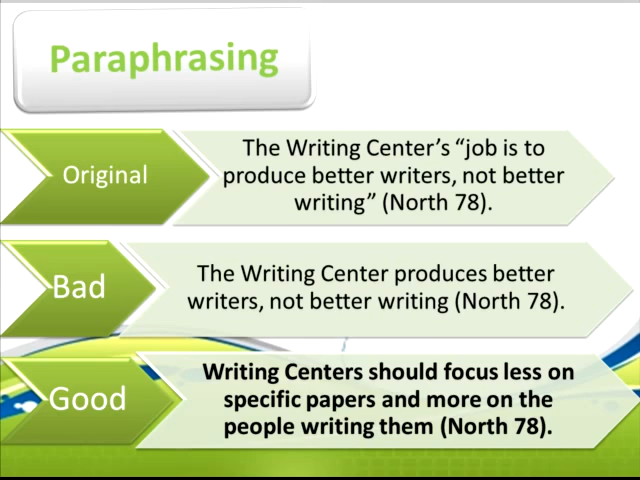 Paraphrasing
Original
The Writing Center’s “job is to
produce better writers, not better
writing” (North 78).
Bad
The Writing Center produces better
writers, not better writing (North 78).
Good
Writing Centers should focus less on
specific papers and more on the
people writing them (North 78).